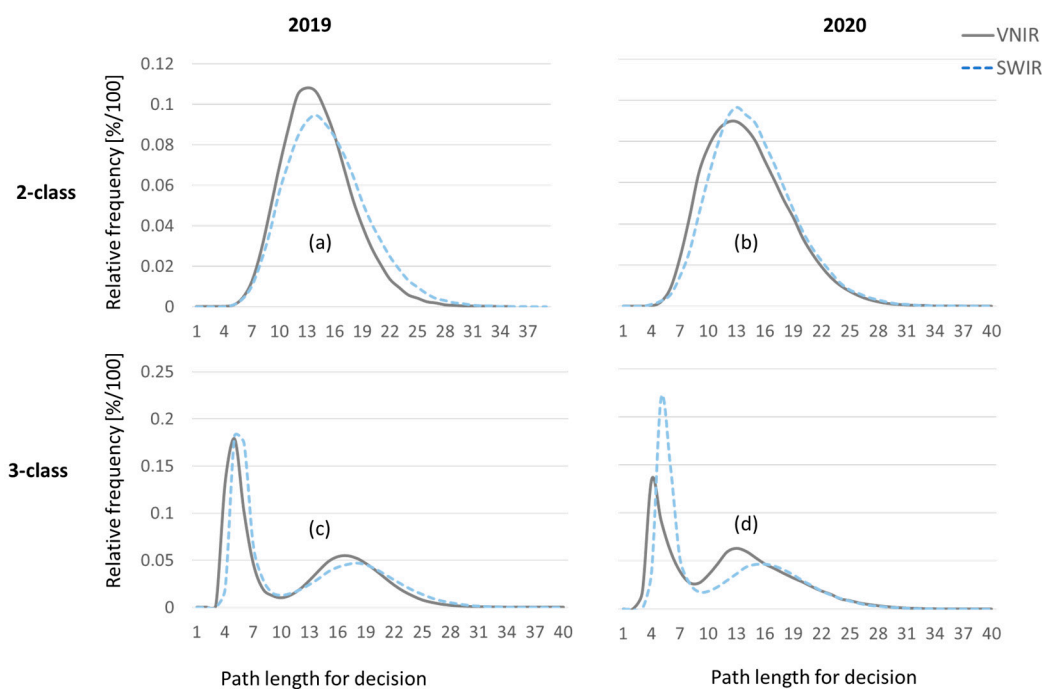 2019
2020
VNIR
SWIR
2-class
Relative frequency [%/100]
0.12
0.1
0.08
0.06
0.04
0.02
0
(a)
1 4 7 10 13 16 19 22 25 28 31 34 37
(b)
1 4 7 10 13 16 19 22 25 28 31 34 37 40
3-class
Relative frequency [%/100]
0.25
0.2
0.15
0.1
0.05
0
(c)
1 4 7 10 13 16 19 22 25 28 31 34 37 40
Path length for decision
(d)
1 4 7 10 13 16 19 22 25 28 31 34 37 40
Path length for decision